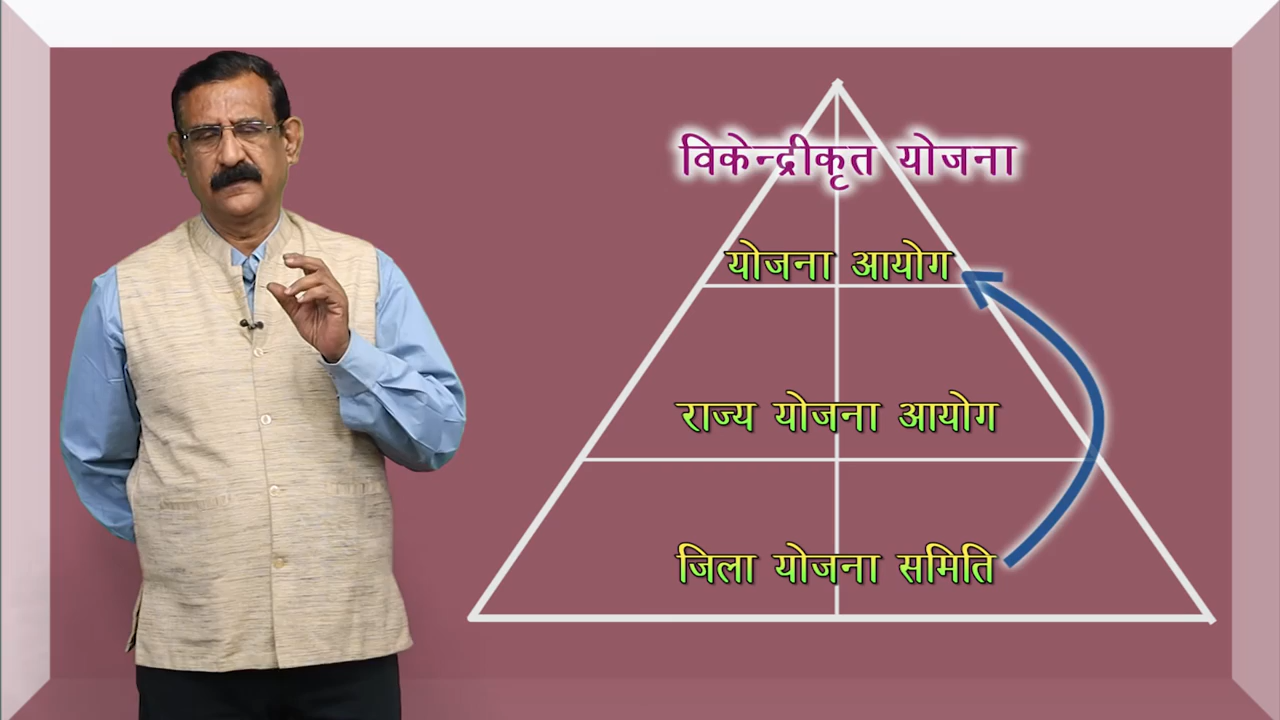 विकेन्द्रीकृत योजना
योजना आयोग
राज्य योजना आयोग
जिला योजना समिति